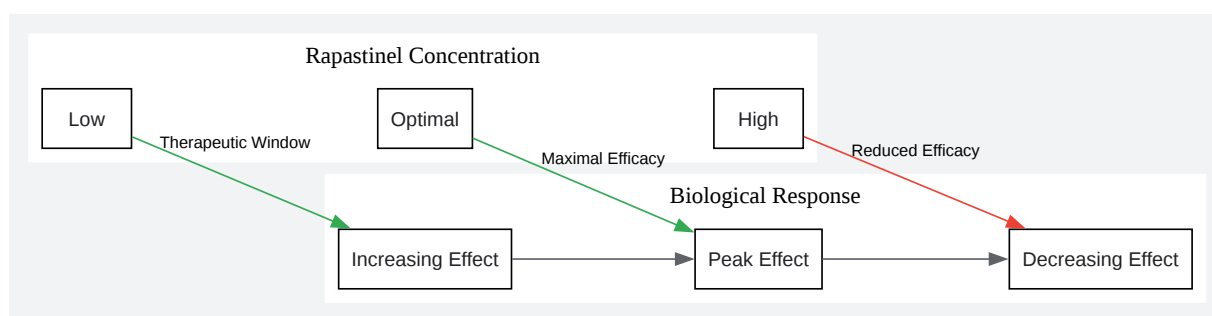 Rapastinel Concentration
Low
Optimal
High
Therapeutic Window
Maximal Efficacy
Reduced Efficacy
Biological Response
Increasing Effect
Peak Effect
Decreasing Effect